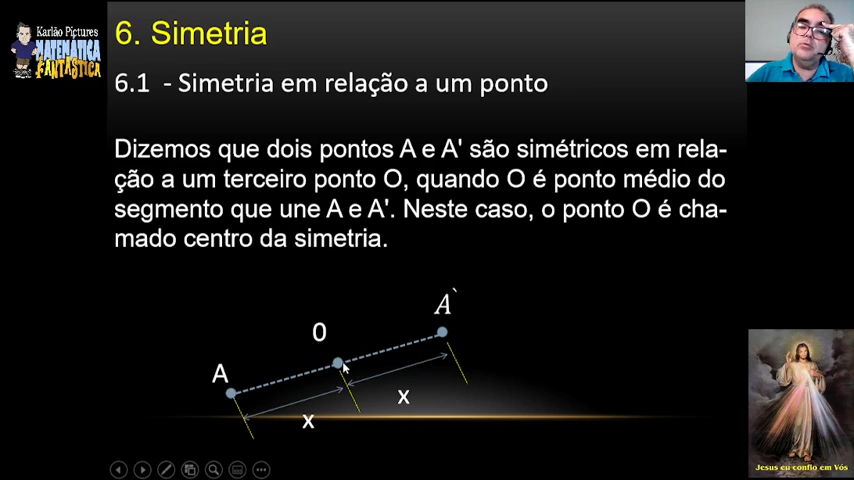 Karlão Pictures
MATEMÁTICA
FANTÁSTICA
6. Simetria
6.1 - Simetria em relação a um ponto
Dizemos que dois pontos A e A' são simétricos em rela-
ção a um terceiro ponto O, quando O é ponto médio do
segmento que une A e A'. Neste caso, o ponto O é cha-
mado centro da simetria.
A`
0
A
x
x
Jesus eu confio em Vós